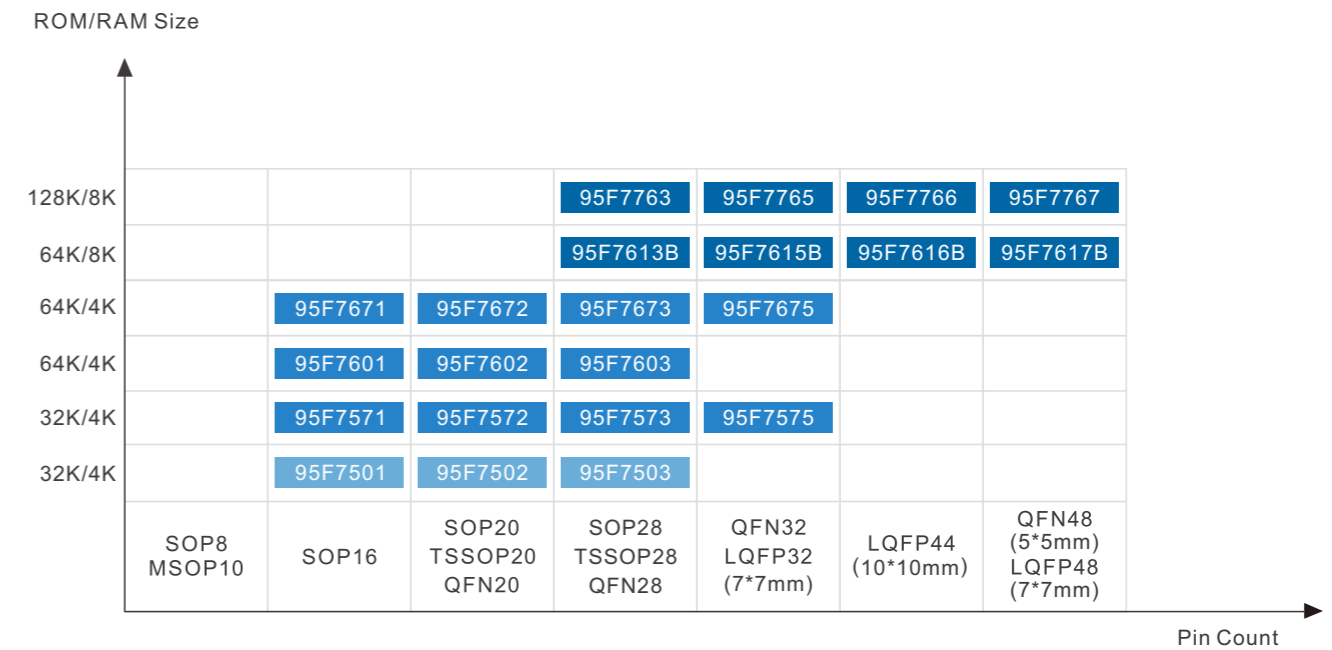 ROM/RAM Size
128K/8K
95F7763
95F7765
95F7766
95F7767
64K/8K
95F7613B
95F7615B
95F7616B
95F7617B
64K/4K
95F7671
95F7672
95F7673
95F7675
64K/4K
95F7601
95F7602
95F7603
32K/4K
95F7571
95F7572
95F7573
95F7575
32K/4K
95F7501
95F7502
95F7503
SOP8
MSOP10
SOP16
SOP20
TSSOP20
QFN20
SOP28
TSSOP28
QFN28
QFN32
LQFP32
(7*7mm)
LQFP44
(10*10mm)
QFN48
(5*5mm)
LQFP48
(7*7mm)
Pin Count